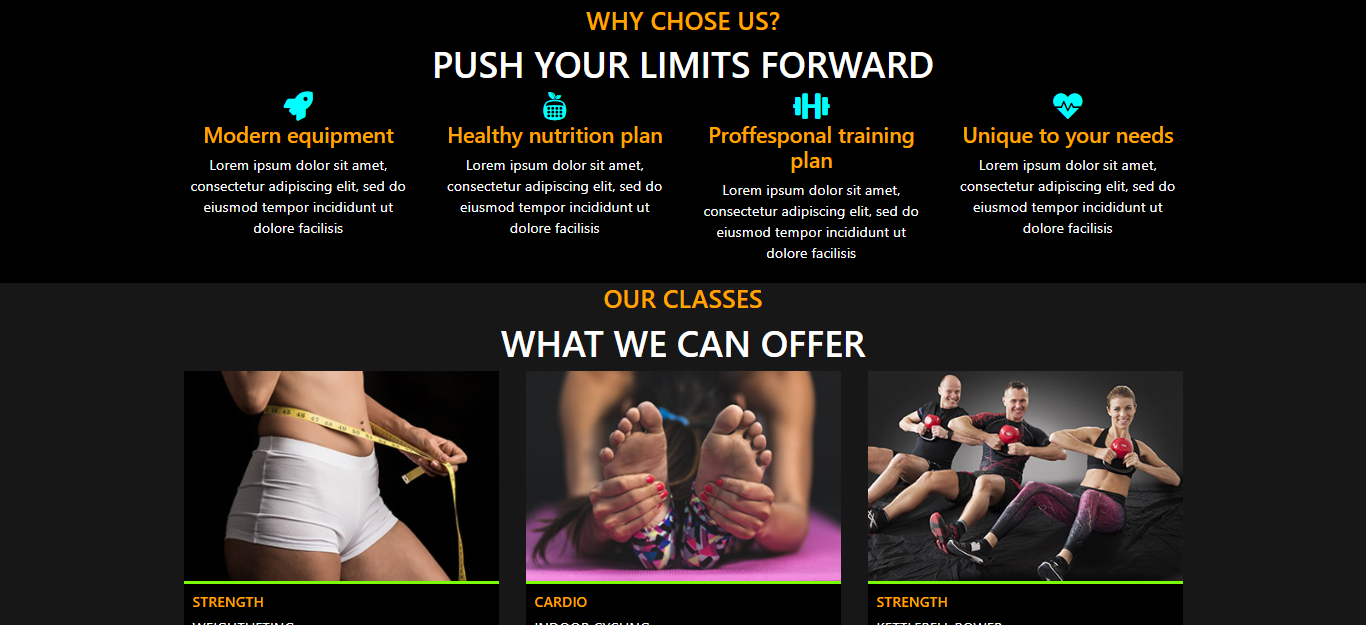 WHY CHOSE US?
PUSH YOUR LIMITS FORWARD
Modern equipment
Lorem ipsum dolor sit amet,
consectetur adipiscing elit, sed do
eiusmod tempor incididunt ut
dolore facilisis
Healthy nutrition plan
Lorem ipsum dolor sit amet,
consectetur adipiscing elit, sed do
eiusmod tempor incididunt ut
dolore facilisis
Proffesponal training
plan
Lorem ipsum dolor sit amet,
consectetur adipiscing elit, sed do
eiusmod tempor incididunt ut
dolore facilisis
Unique to your needs
Lorem ipsum dolor sit amet,
consectetur adipiscing elit, sed do
eiusmod tempor incididunt ut
dolore facilisis
OUR CLASSES
WHAT WE CAN OFFER
STRENGTH
CARDIO
INDOOR CYCLING
STRENGTH
KETTLEBELL POWER